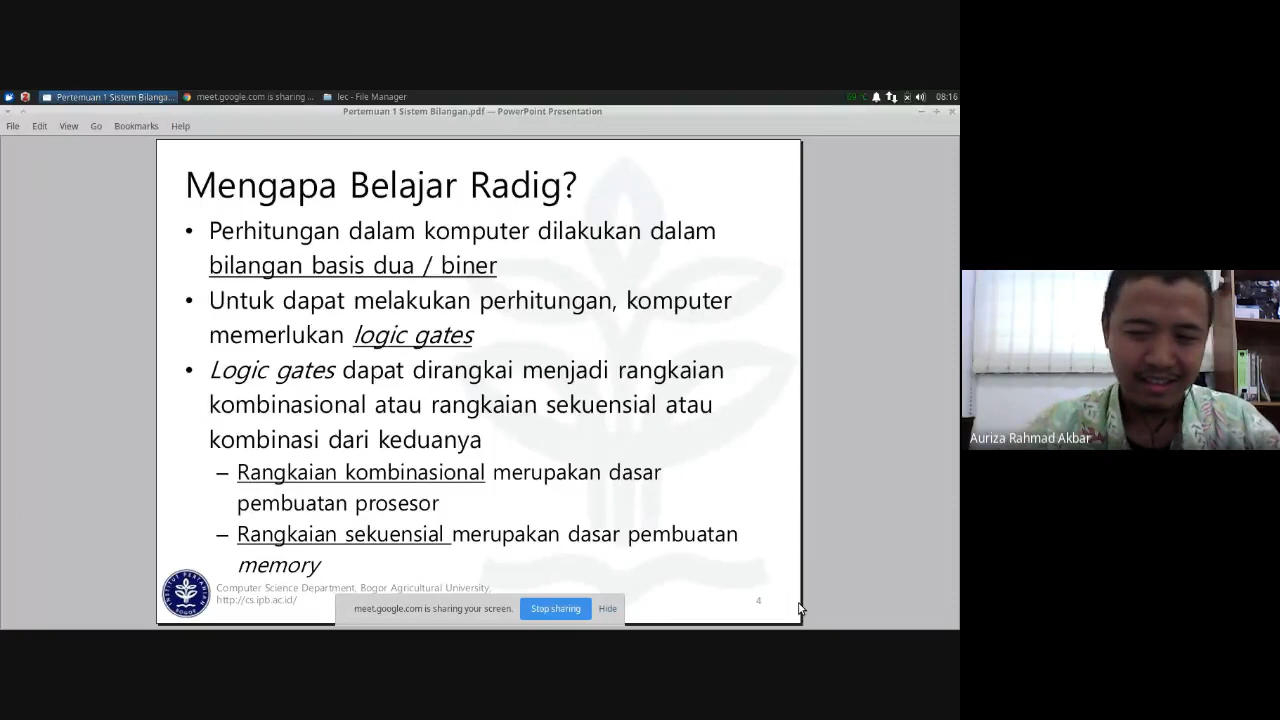 Pertemuan 1 Sistem Bilanga... meet.google.com is sharing ... lec - File Manager 69°C 08:16
Pertemuan 1 Sistem Bilangan.pdf — PowerPoint Presentation
File Edit View Go Bookmarks Help
Mengapa Belajar Radig?
• Perhitungan dalam komputer dilakukan dalam
bilangan basis dua / biner
• Untuk dapat melakukan perhitungan, komputer
memerlukan logic gates
• Logic gates dapat dirangkai menjadi rangkaian
kombinasional atau rangkaian sekuensial atau
kombinasi dari keduanya
– Rangkaian kombinasional merupakan dasar
pembuatan prosesor
– Rangkaian sekuensial merupakan dasar pembuatan
memory
Computer Science Department, Bogor Agricultural University,
http://cs.ipb.ac.id/
4
INSTITUT PERTANIAN
BOGOR
meet.google.com is sharing your screen. Stop sharing Hide
Auriza Rahmad Akbar